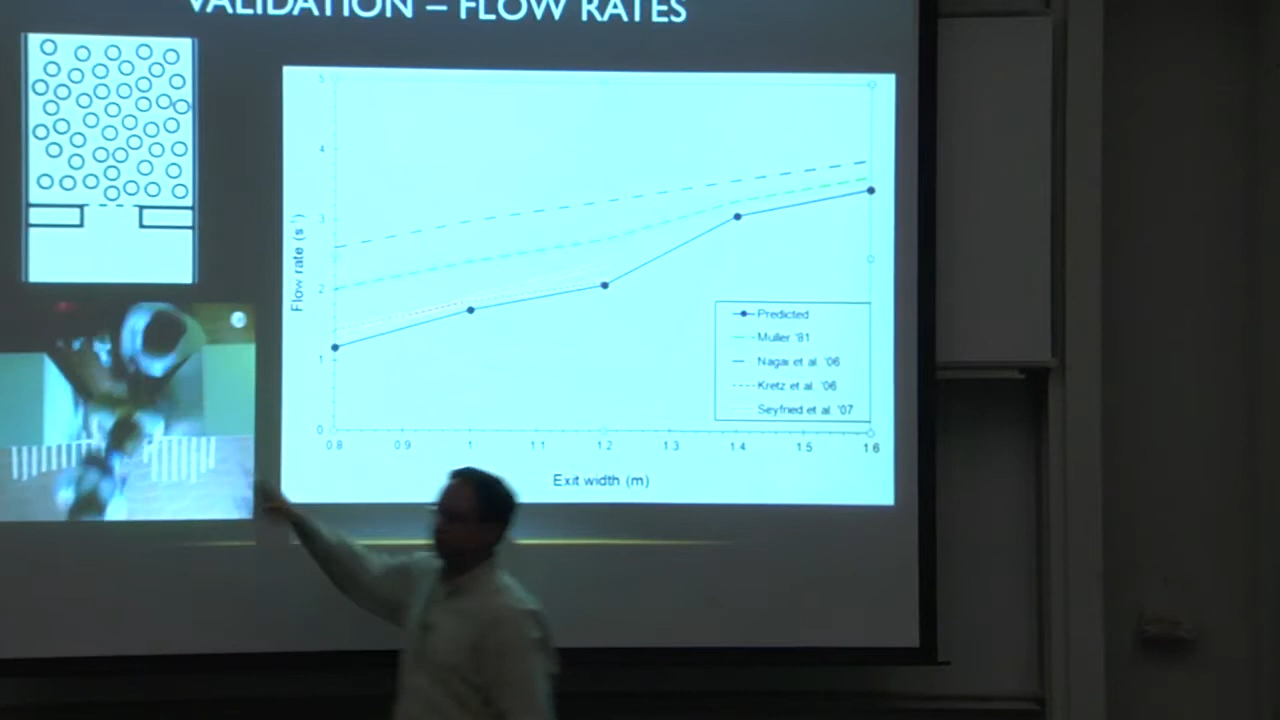 VALIDATION – FLOW RATES
5
4
3
2
1
0
Flow rate (s⁻¹)
0.8 0.9 1 1.1 1.2 1.3 1.4 1.5 1.6
Exit width (m)
Predicted
Muller '81
Nagai et al. '06
Kretz et al. '06
Seyfried et al. '07